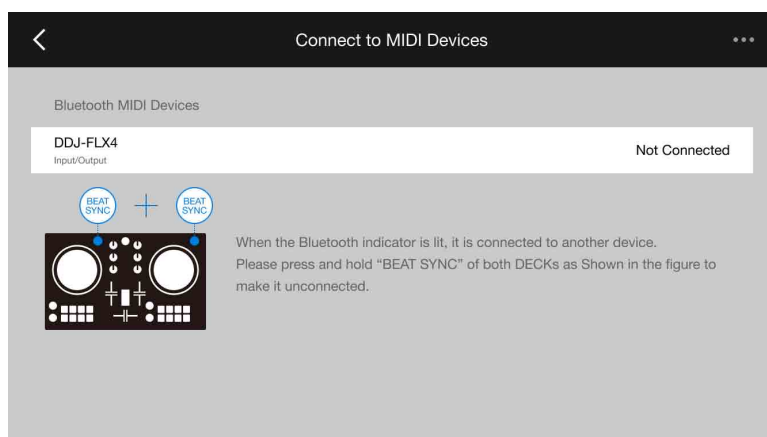 Connect to MIDI Devices
Bluetooth MIDI Devices
DDJ-FLX4
Input/Output
Not Connected
BEAT
SYNC
BEAT
SYNC
When the Bluetooth indicator is lit, it is connected to another device.
Please press and hold “BEAT SYNC” of both DECKs as Shown in the figure to
make it unconnected.